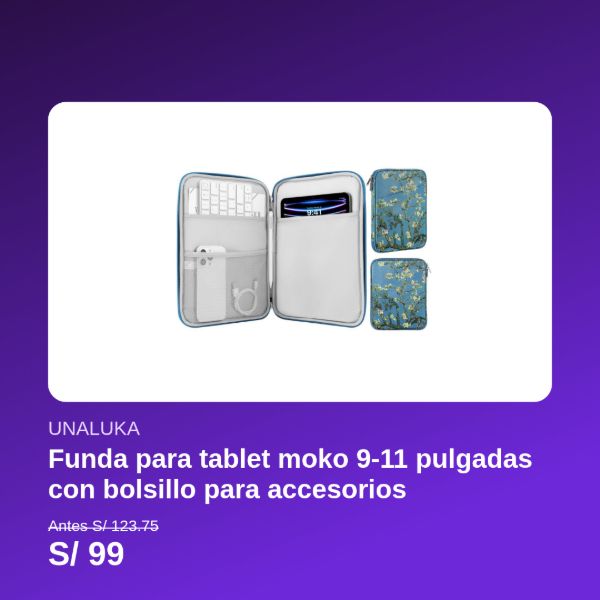 9:41
UNALUKA
Funda para tablet moko 9-11 pulgadas
con bolsillo para accesorios
Antes S/ 123.75
S/ 99